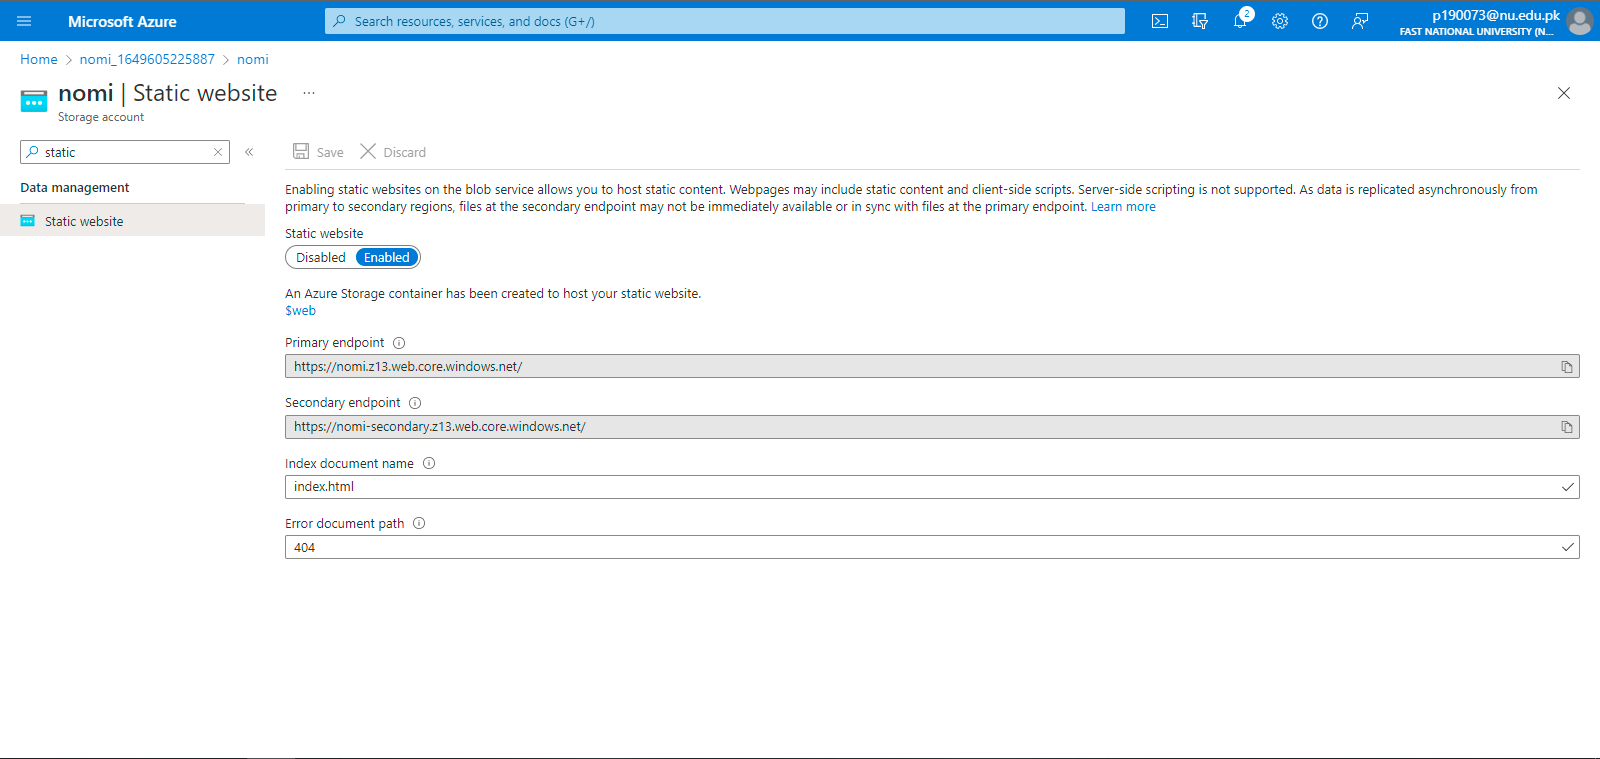 Microsoft Azure
Search resources, services, and docs (G+/)
2
p190073@nu.edu.pk
FAST NATIONAL UNIVERSITY (N...
Home > nomi_1649605225887 > nomi
nomi | Static website ...
Storage account
static
Save Discard
Data management
Static website
Enabling static websites on the blob service allows you to host static content. Webpages may include static content and client-side scripts. Server-side scripting is not supported. As data is replicated asynchronously from
primary to secondary regions, files at the secondary endpoint may not be immediately available or in sync with files at the primary endpoint. Learn more
Static website
Disabled Enabled
An Azure Storage container has been created to host your static website.
$web
Primary endpoint
https://nomi.z13.web.core.windows.net/
Secondary endpoint
https://nomi-secondary.z13.web.core.windows.net/
Index document name
index.html
Error document path
404